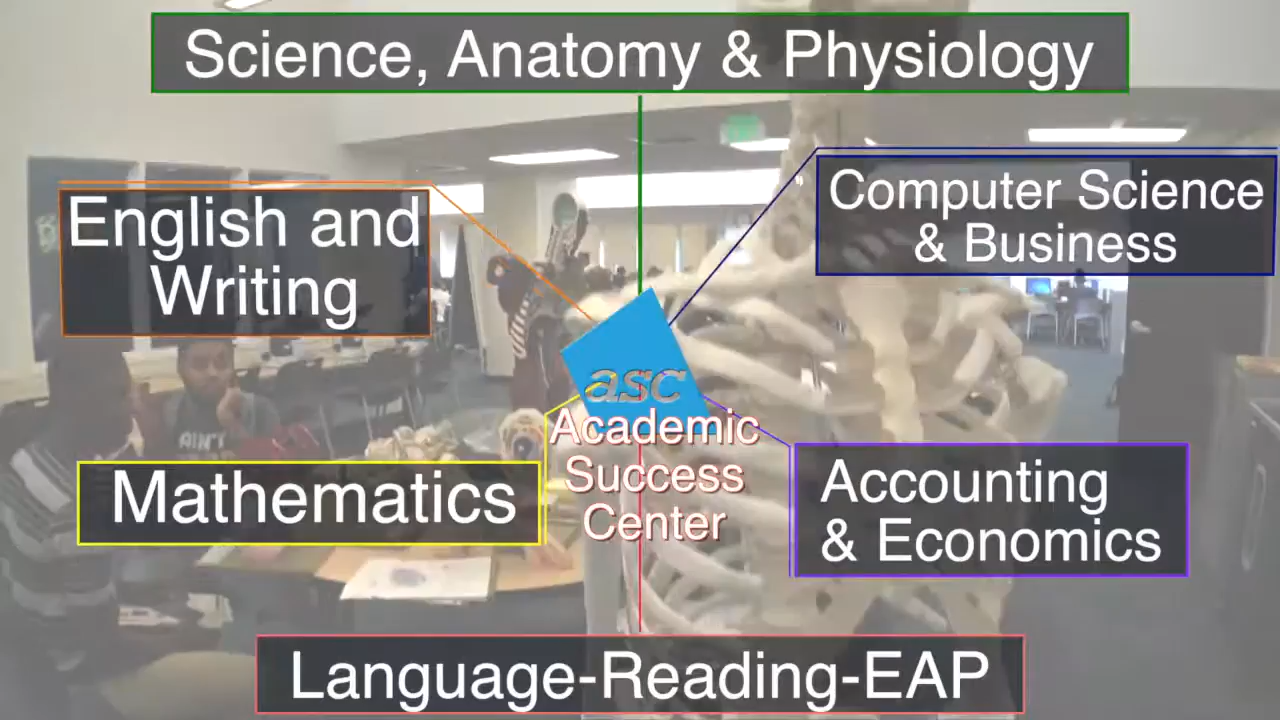 Science, Anatomy & Physiology
English and
Writing
Computer Science
& Business
asc
Academic
Success
Center
Mathematics
Accounting
& Economics
Language-Reading-EAP
AIN'T